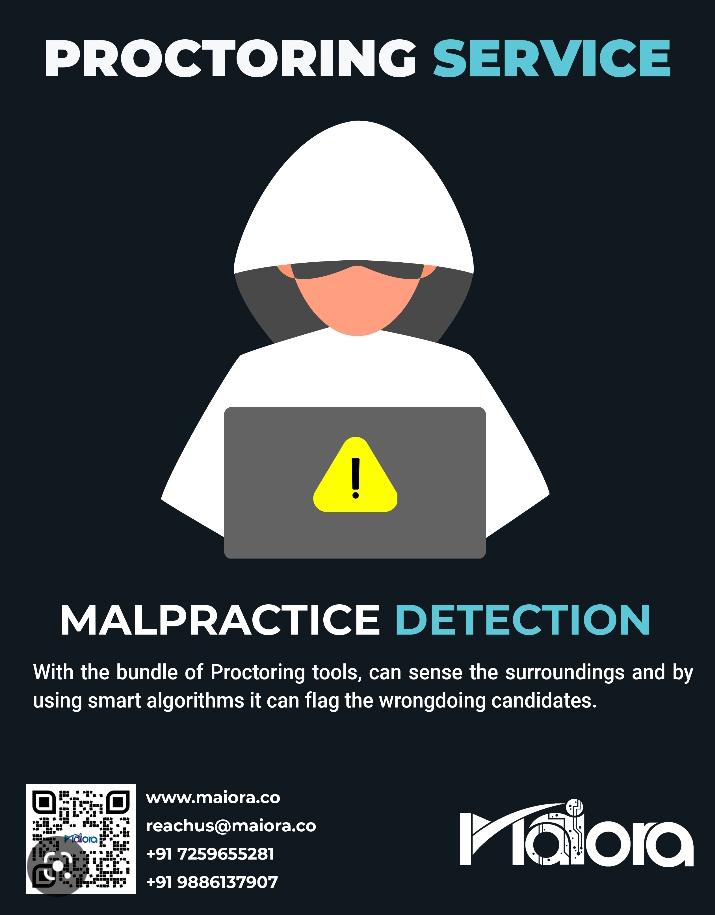 PROCTORING SERVICE
!
MALPRACTICE DETECTION
With the bundle of Proctoring tools, can sense the surroundings and by
using smart algorithms it can flag the wrongdoing candidates.
maiora
www.maiora.co
reachus@maiora.co
+91 7259655281
+91 9886137907
Maiora